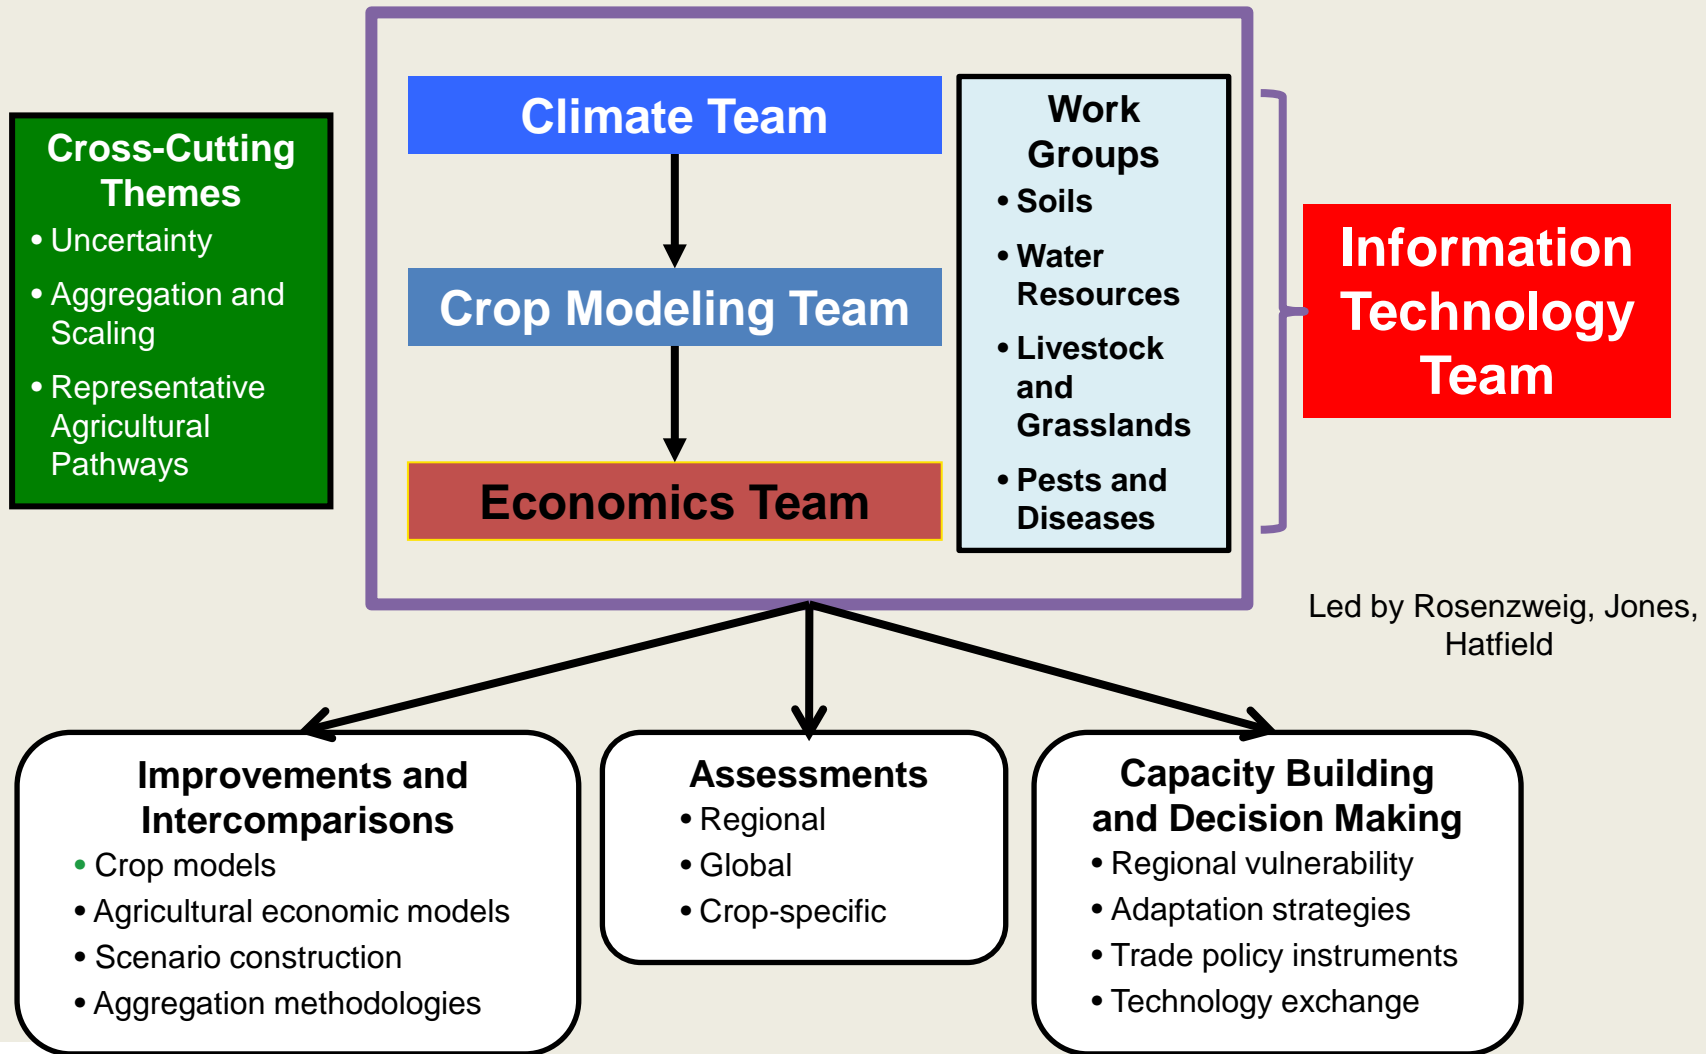 Cross-Cutting
Themes
• Uncertainty
• Aggregation and
Scaling
• Representative
Agricultural
Pathways
Climate Team
Crop Modeling Team
Economics Team
Work
Groups
• Soils
• Water
Resources
• Livestock
and
Grasslands
• Pests and
Diseases
Information
Technology
Team
Led by Rosenzweig, Jones,
Hatfield
Improvements and
Intercomparisons
• Crop models
• Agricultural economic models
• Scenario construction
• Aggregation methodologies
Assessments
• Regional
• Global
• Crop-specific
Capacity Building
and Decision Making
• Regional vulnerability
• Adaptation strategies
• Trade policy instruments
• Technology exchange